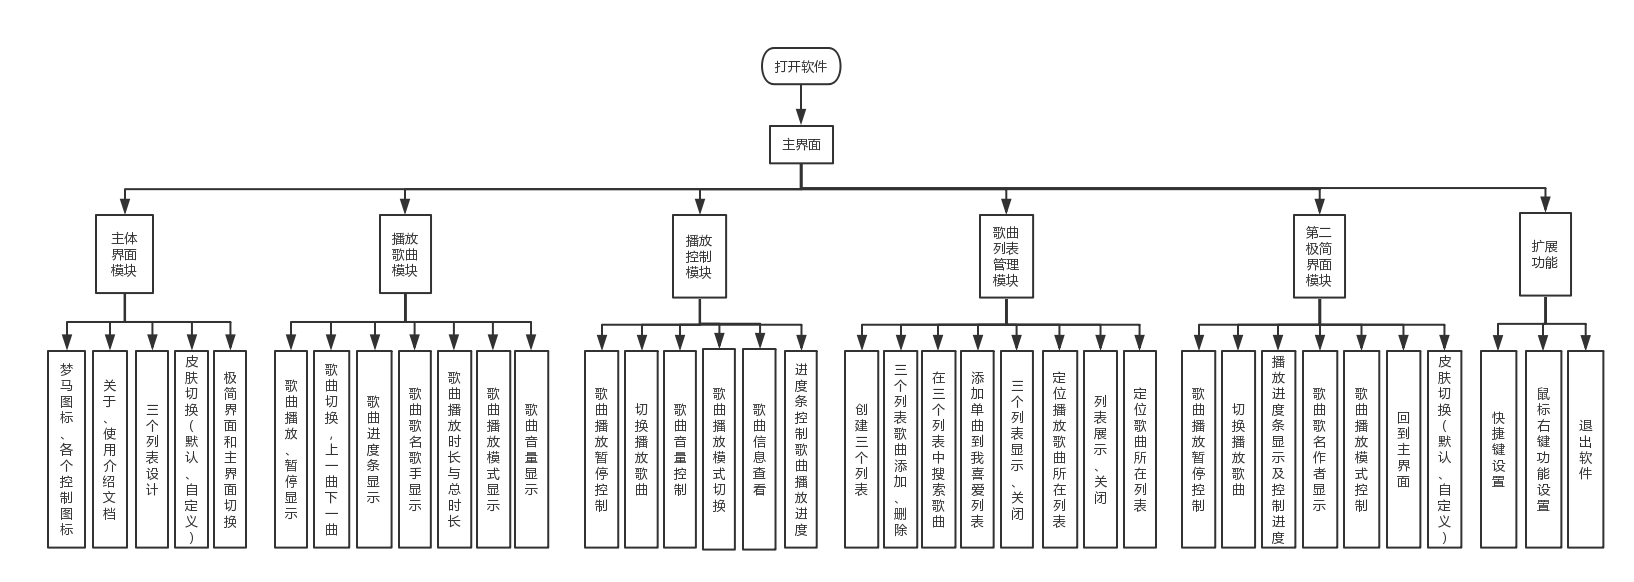 打开软件
主界面
主体
界面
模块
播放
歌曲
模块
播放
控制
模块
歌曲
列表
管理
模块
第二
极简
界面
模块
扩展
功能
梦马图标、各个控制图标
关于、使用介绍文档
三个列表设计
皮肤切换(默认、自定义)
极简界面和主界面切换
歌曲播放、暂停显示
歌曲切换,上一曲下一曲
歌曲进度条显示
歌曲歌名歌手显示
歌曲播放时长与总时长
歌曲播放模式显示
歌曲音量显示
歌曲播放暂停控制
切换播放歌曲
歌曲音量控制
歌曲播放模式切换
歌曲信息查看
进度条控制歌曲播放进度
创建三个列表
三个列表歌曲添加、删除
在三个列表中搜索歌曲
添加单曲到我喜爱列表
三个列表显示、关闭
定位播放歌曲所在列表
列表展示、关闭
定位歌曲所在列表
歌曲播放暂停控制
切换播放歌曲
播放进度条显示及控制进度
歌曲歌名作者显示
歌曲播放模式控制
回到主界面
皮肤切换(默认、自定义)
快捷键设置
鼠标右键功能设置
退出软件